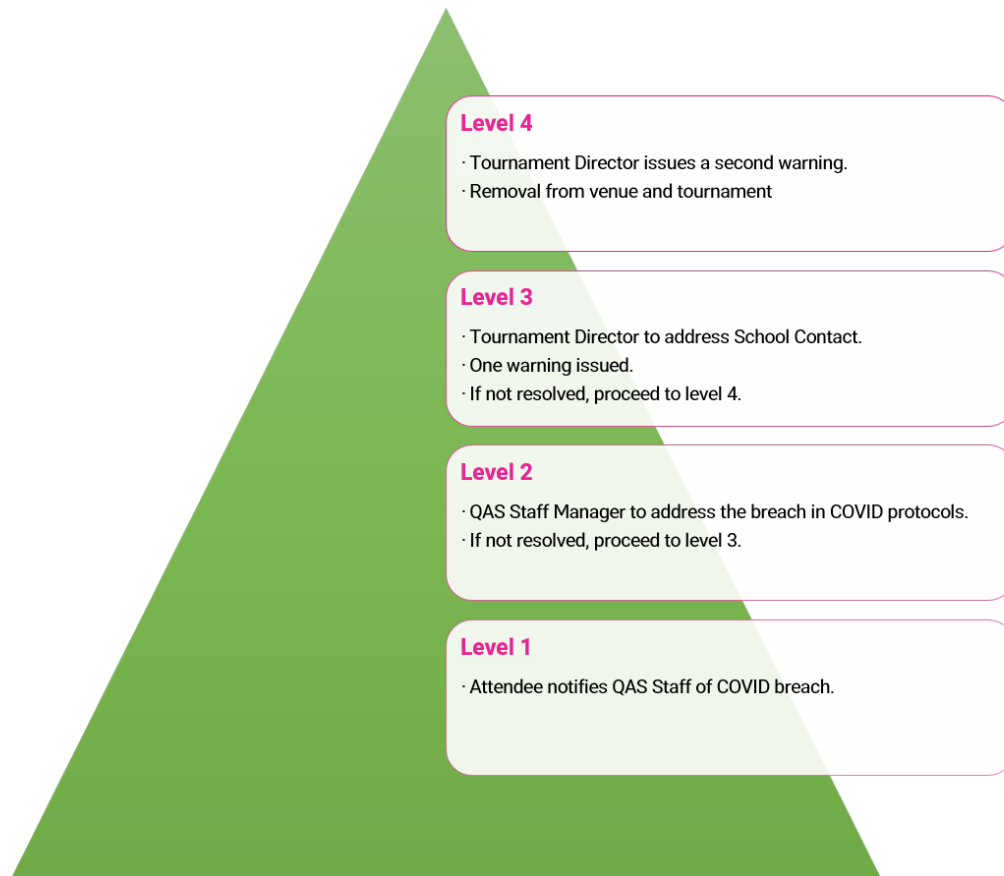 Level 4
· Tournament Director issues a second warning.
· Removal from venue and tournament
Level 3
· Tournament Director to address School Contact.
· One warning issued.
· If not resolved, proceed to level 4.
Level 2
· QAS Staff Manager to address the breach in COVID protocols.
· If not resolved, proceed to level 3.
Level 1
· Attendee notifies QAS Staff of COVID breach.